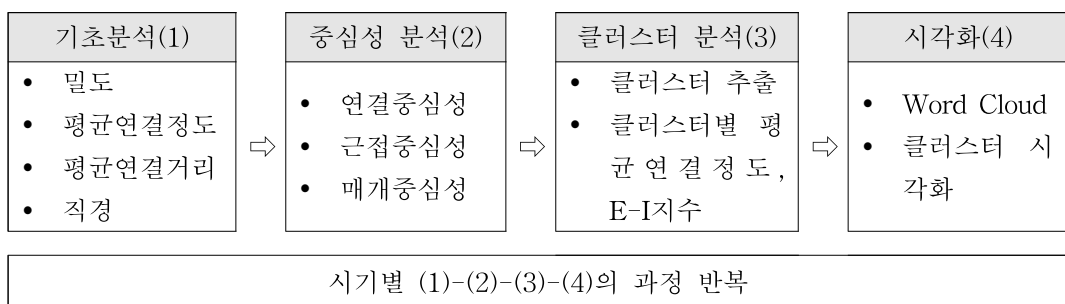 기초분석(1)
• 밀도
• 평균연결정도
• 평균연결거리
• 직경
⇨
중심성 분석(2)
• 연결중심성
• 근접중심성
• 매개중심성
⇨
클러스터 분석(3)
• 클러스터 추출
• 클러스터별 평
균연결정도,
E-I지수
⇨
시각화(4)
• Word Cloud
• 클러스터 시
각화
시기별 (1)-(2)-(3)-(4)의 과정 반복